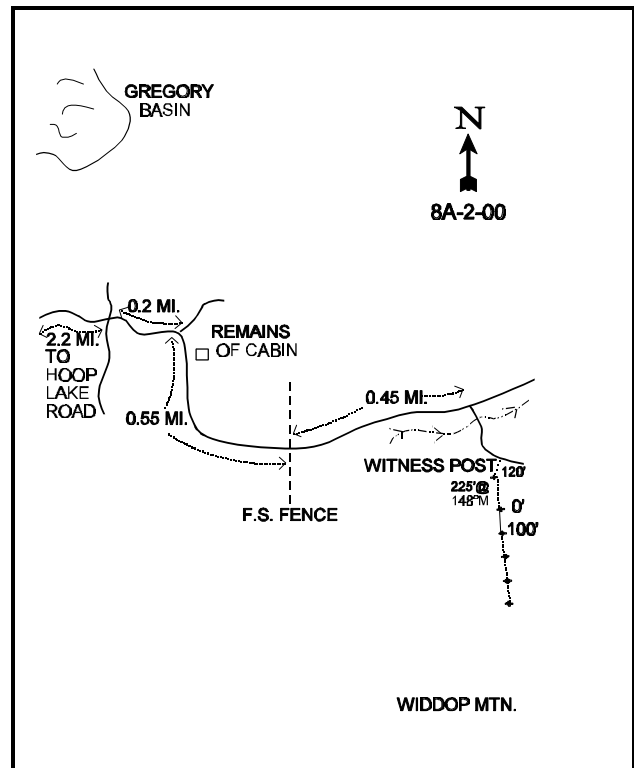 GREGORY
BASIN
N
8A-2-00
0.2 MI.
2.2 MI.
TO
HOOP
LAKE
ROAD
REMAINS
OF CABIN
0.45 MI.
0.55 MI.
WITNESS POST
120'
225'@
148°M
0'
100'
F.S. FENCE
WIDDOP MTN.